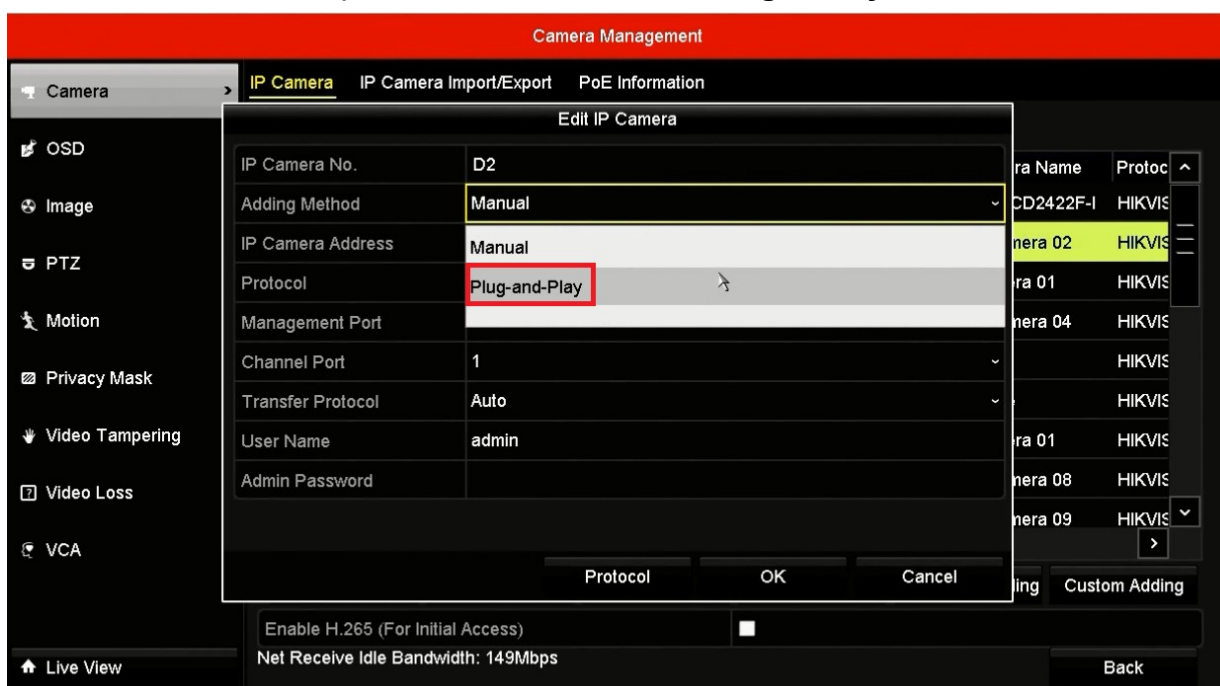 Camera Management
Camera
IP Camera IP Camera Import/Export PoE Information
Edit IP Camera
OSD
IP Camera No. D2
ra Name Protoc
Adding Method Manual
CD2422F-I HIKVIS
Image
IP Camera Address Manual
mera 02 HIKVIS
PTZ
Protocol Plug-and-Play
ra 01 HIKVIS
Motion
Management Port
mera 04 HIKVIS
Channel Port 1
HIKVIS
Privacy Mask
Transfer Protocol Auto
HIKVIS
Video Tampering
User Name admin
ra 01 HIKVIS
Admin Password
mera 08 HIKVIS
Video Loss
mera 09 HIKVIS
VCA
Protocol OK Cancel
ling Custom Adding
Enable H.265 (For Initial Access)
Net Receive Idle Bandwidth: 149Mbps
Live View
Back